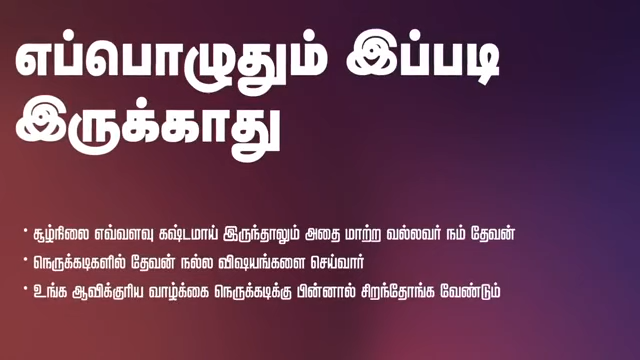 எப்பொழுதும் இப்படி
இருக்காது
• சூழ்நிலை எவ்வளவு கஷ்டமாய் இருந்தாலும் அதை மாற்ற வல்லவர் நம் தேவன்
• நெருக்கடிகளில் தேவன் நல்ல விஷயங்களை செய்வார்
• உங்க ஆவிக்குரிய வாழ்க்கை நெருக்கடிக்கு பின்னால் சிறந்தோங்க வேண்டும்